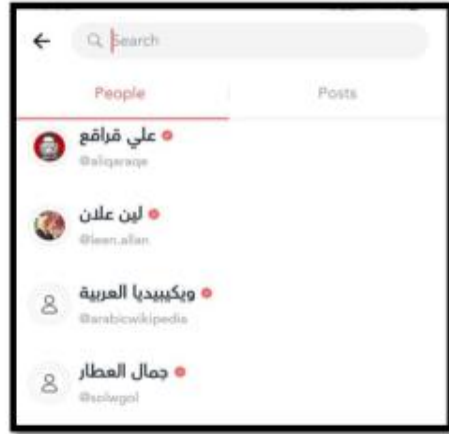 Search
People Posts
علي قراقع
@aliqaraqe
لين علان
@leen.allan
ويكيبيديا العربية
@arabicwikipedia
جمال العطار
@solwgol